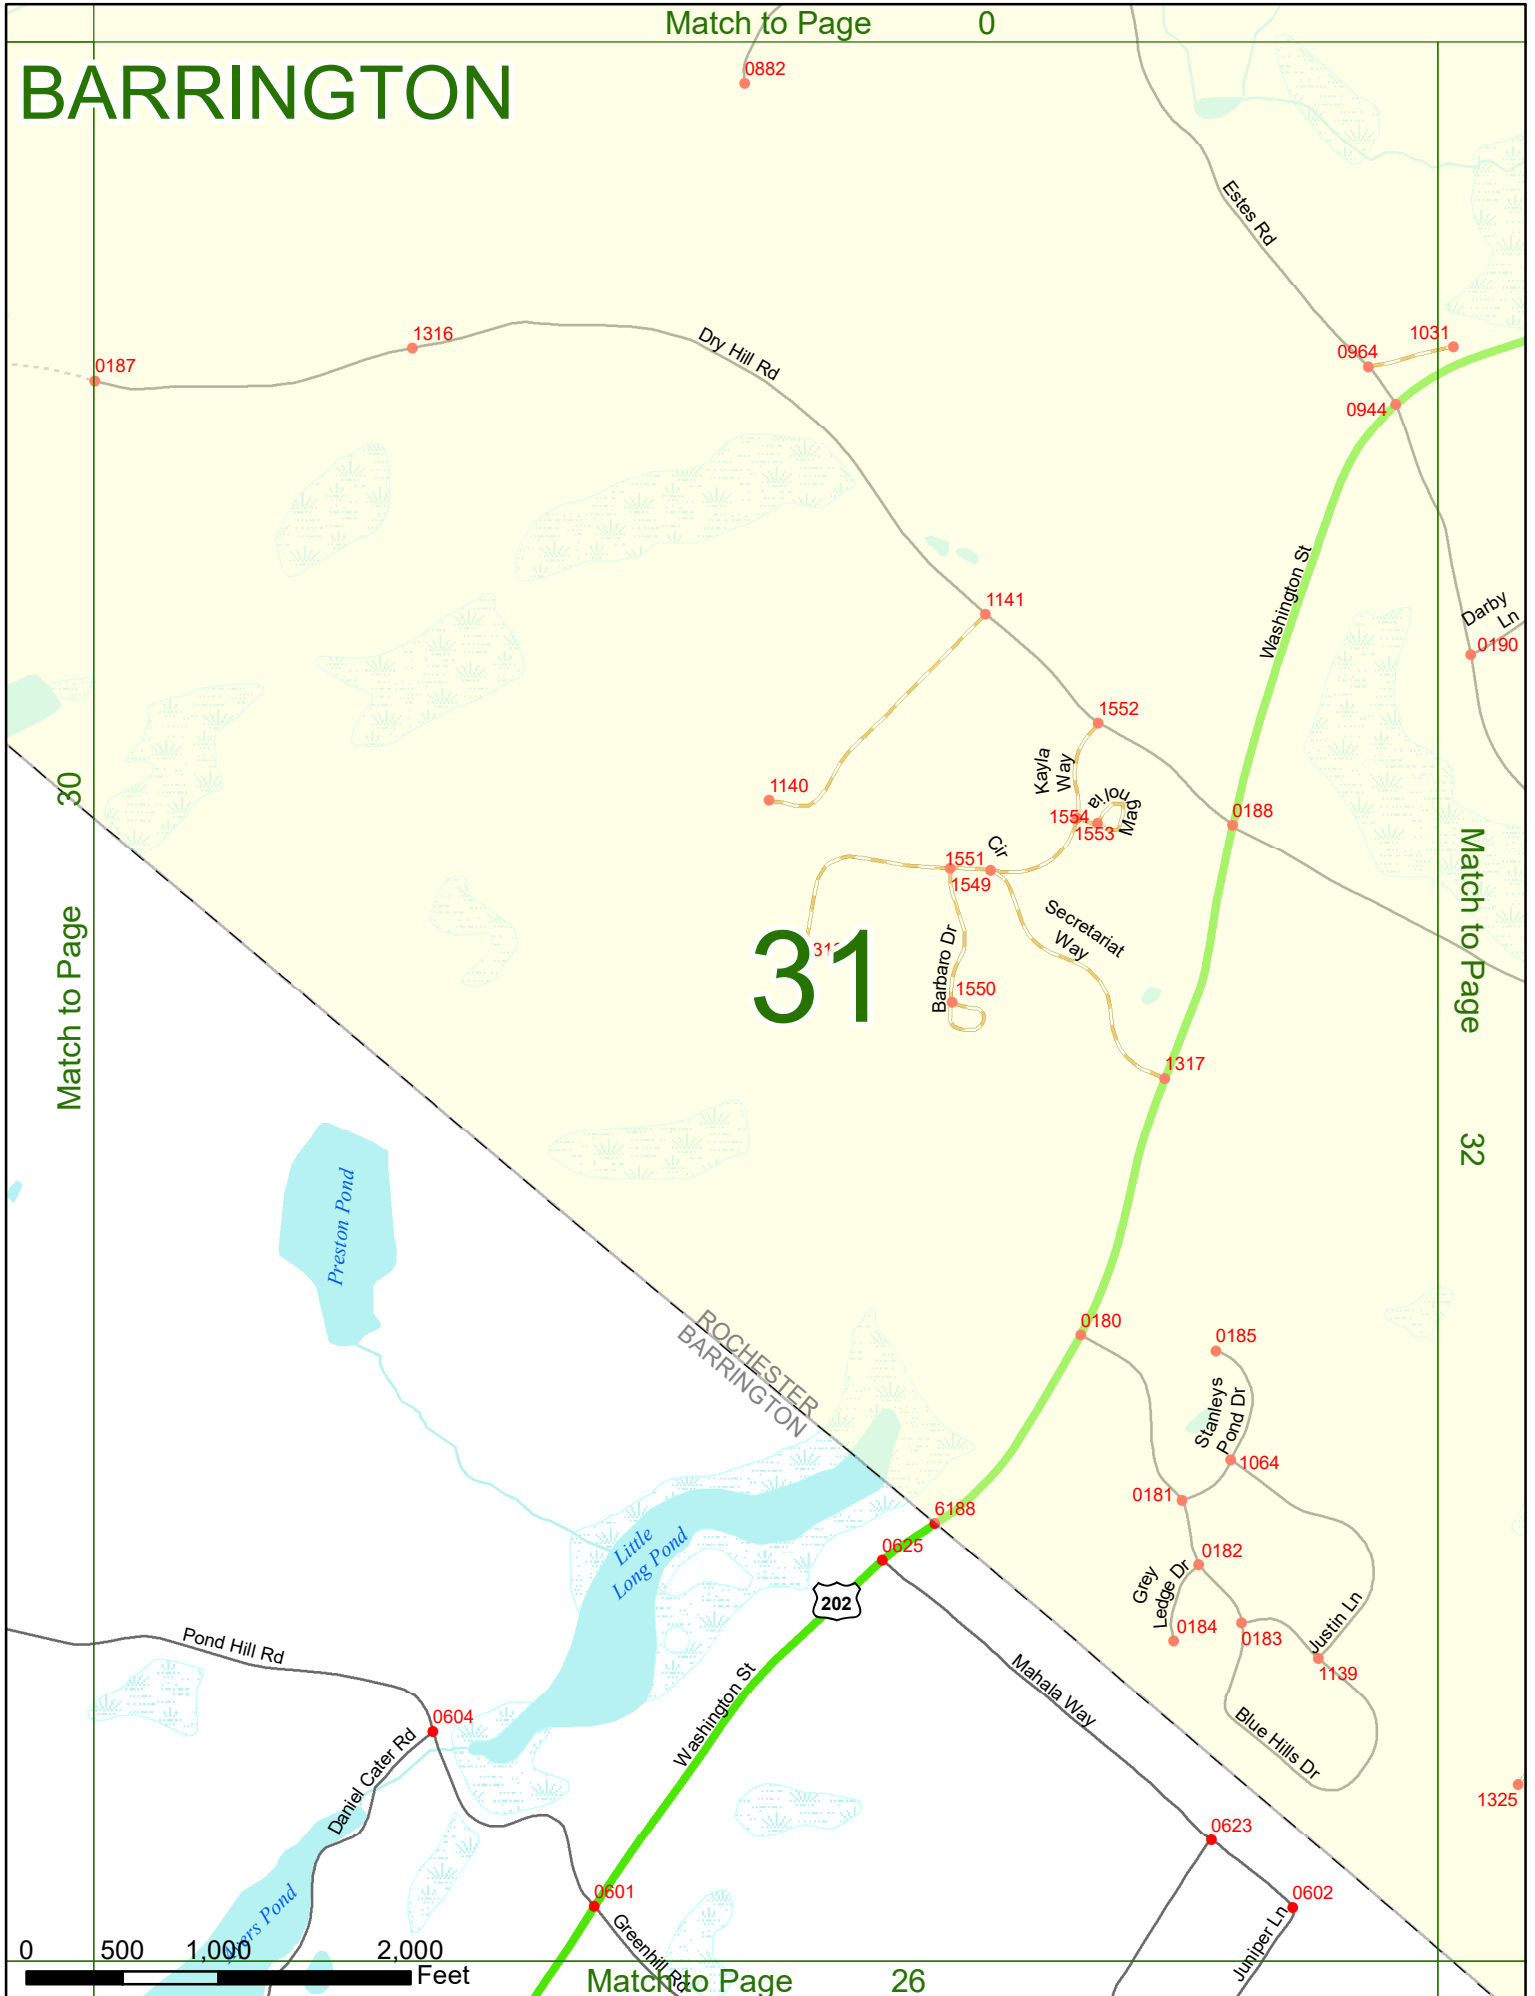 Match to Page 0
BARRINGTON
0882
Estes Rd
1316
0187
Dry Hill Rd
1031
0964
0944
Washington St
1141
Darby
Ln
0190
1552
Kayla
Way
1140
Magnolia
1554
1553
0188
Cir
1551
1549
Secretariat
Way
31
Barbaro Dr
1550
1317
Match to Page 30
Match to Page 32
Preston Pond
ROCHESTER
BARRINGTON
0180
0185
Stanleys
Pond Dr
1064
0181
6188
0625
Little
Long Pond
202
0182
Grey
Ledge Dr
0184
0183
Justin Ln
1139
Pond Hill Rd
Mahala Way
Washington St
Blue Hills Dr
0604
Daniel Cater Rd
1325
0623
0601
0602
Greenhill Rd
Juniper Ln
Ayers Pond
0 500 1,000 2,000
Feet
Match to Page 26